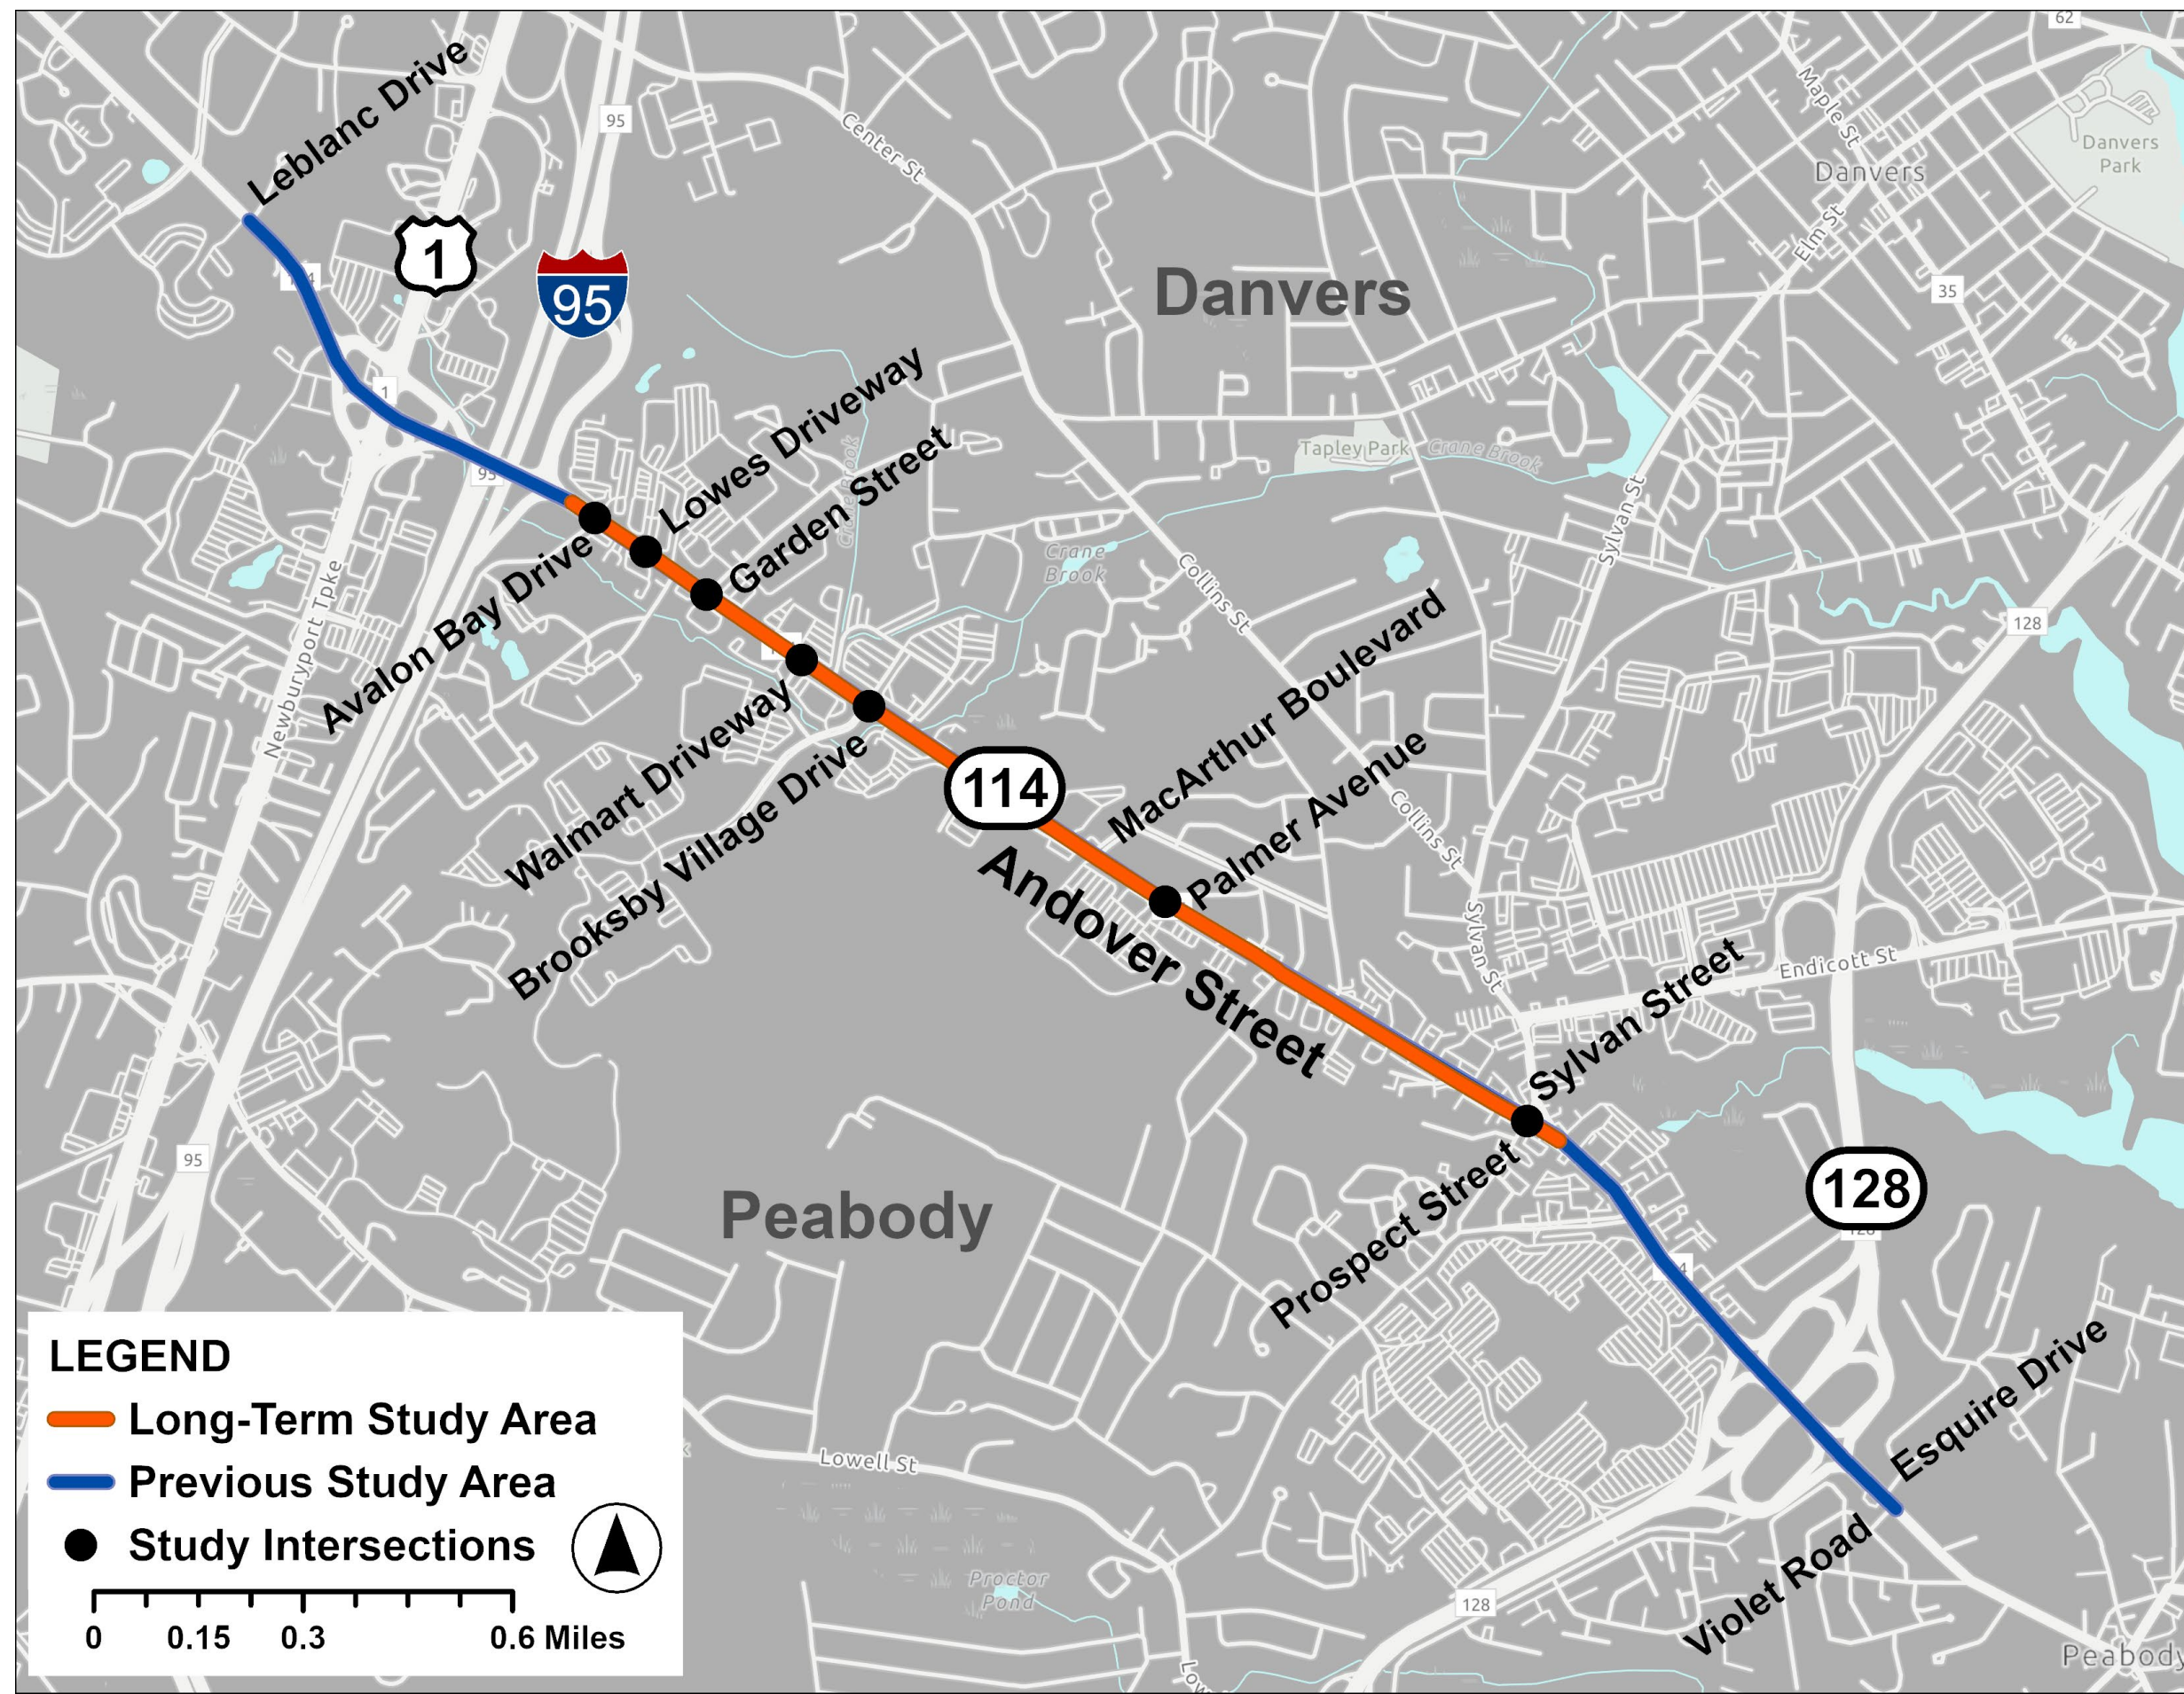 62
Leblanc Drive
95
Maple St
Center St
Danvers
Park
Danvers
1
Elm St
95
Danvers
35
1
Lowes Driveway
Garden Street
Tapley Park
Crane Brook
95
Sylvan St
Avalon Bay Drive
Crane
Brook
Collins St
Newburyport Tpke
128
MacArthur Boulevard
Walmart Driveway
Palmer Avenue
Brooksby Village Drive
114
Collins St
Andover Street
Sylvan St
Sylvan Street
Endicott St
95
Prospect Street
128
Peabody
Esquire Drive
Violet Road
Lowell St
Proctor
Pond
128
Peabody
LEGEND
Long-Term Study Area
Previous Study Area
Study Intersections
0 0.15 0.3 0.6 Miles